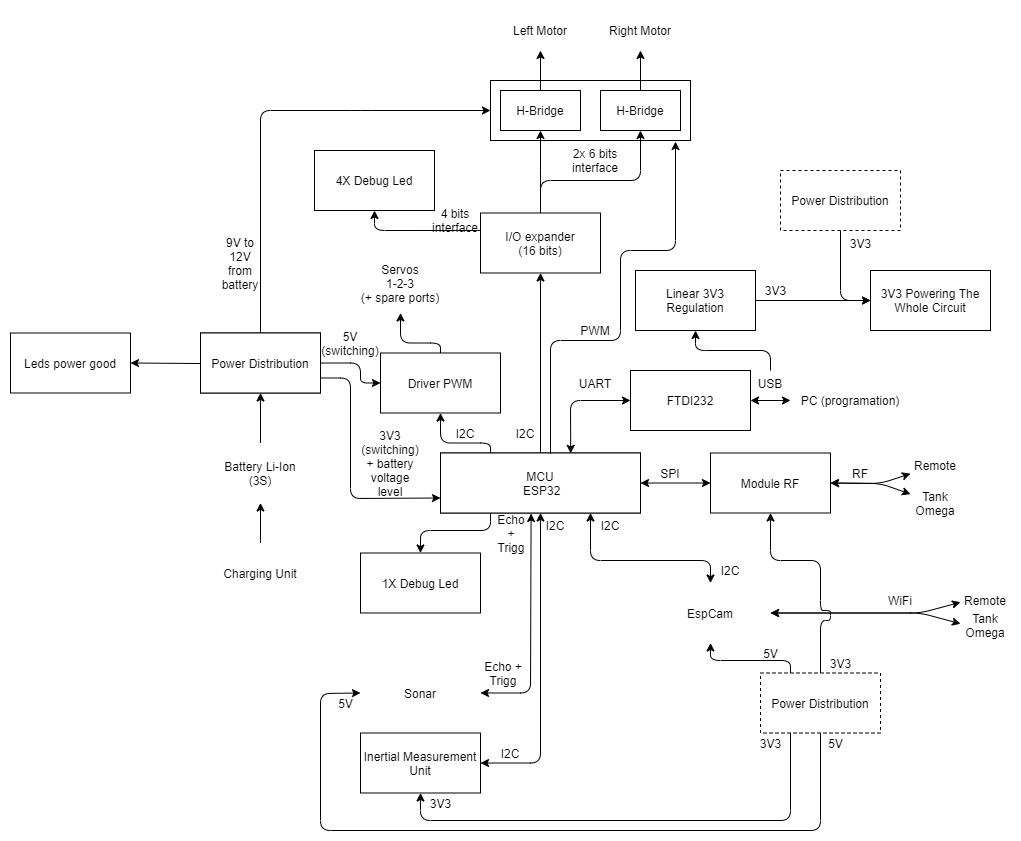 Left Motor
Right Motor
H-Bridge
H-Bridge
2x 6 bits
interface
4X Debug Led
4 bits
interface
I/O expander
(16 bits)
Power Distribution
3V3
9V to
12V
from
battery
Servos
1-2-3
(+ spare ports)
Linear 3V3
Regulation
3V3
3V3 Powering The
Whole Circuit
PWM
Leds power good
Power Distribution
5V
(switching)
Driver PWM
UART
FTDI232
USB
PC (programation)
I2C
I2C
3V3
(switching)
+ battery
voltage
level
Battery Li-Ion
(3S)
MCU
ESP32
SPI
Module RF
RF
Remote
Tank
Omega
Echo
+
Trigg
I2C
I2C
Charging Unit
1X Debug Led
I2C
EspCam
WiFi
Remote
Tank
Omega
5V
3V3
Echo +
Trigg
Sonar
5V
Power Distribution
3V3
5V
Inertial Measurement
Unit
I2C
3V3